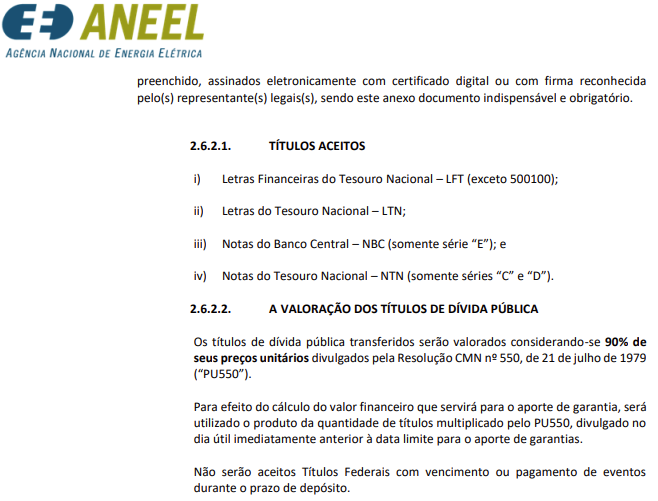 ANEEL
AGÊNCIA NACIONAL DE ENERGIA ELÉTRICA
preenchido, assinados eletronicamente com certificado digital ou com firma reconhecida
pelo(s) representante(s) legais(s), sendo este anexo documento indispensável e obrigatório.
2.6.2.1. TÍTULOS ACEITOS
i) Letras Financeiras do Tesouro Nacional – LFT (exceto 500100);
ii) Letras do Tesouro Nacional – LTN;
iii) Notas do Banco Central – NBC (somente série “E”); e
iv) Notas do Tesouro Nacional – NTN (somente séries “C” e “D”).
2.6.2.2. A VALORAÇÃO DOS TÍTULOS DE DÍVIDA PÚBLICA
Os títulos de dívida pública transferidos serão valorados considerando-se 90% de
seus preços unitários divulgados pela Resolução CMN nº 550, de 21 de julho de 1979
(“PU550”).
Para efeito do cálculo do valor financeiro que servirá para o aporte de garantia, será
utilizado o produto da quantidade de títulos multiplicado pelo PU550, divulgado no
dia útil imediatamente anterior à data limite para o aporte de garantias.
Não serão aceitos Títulos Federais com vencimento ou pagamento de eventos
durante o prazo de depósito.